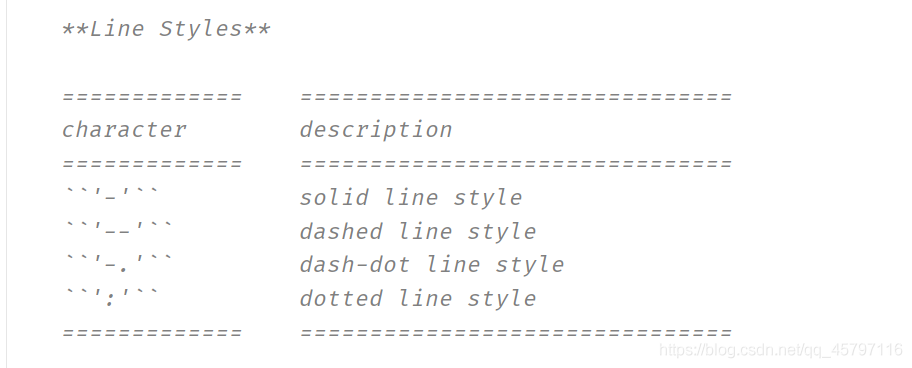 **Line Styles**
=============    ===============================
character        description
=============    ===============================
``'-'``          solid line style
``'--'``         dashed line style
``'-.'``         dash-dot line style
``':'``          dotted line style
=============    ===============================
https://blog.csdn.net/qq_45797116